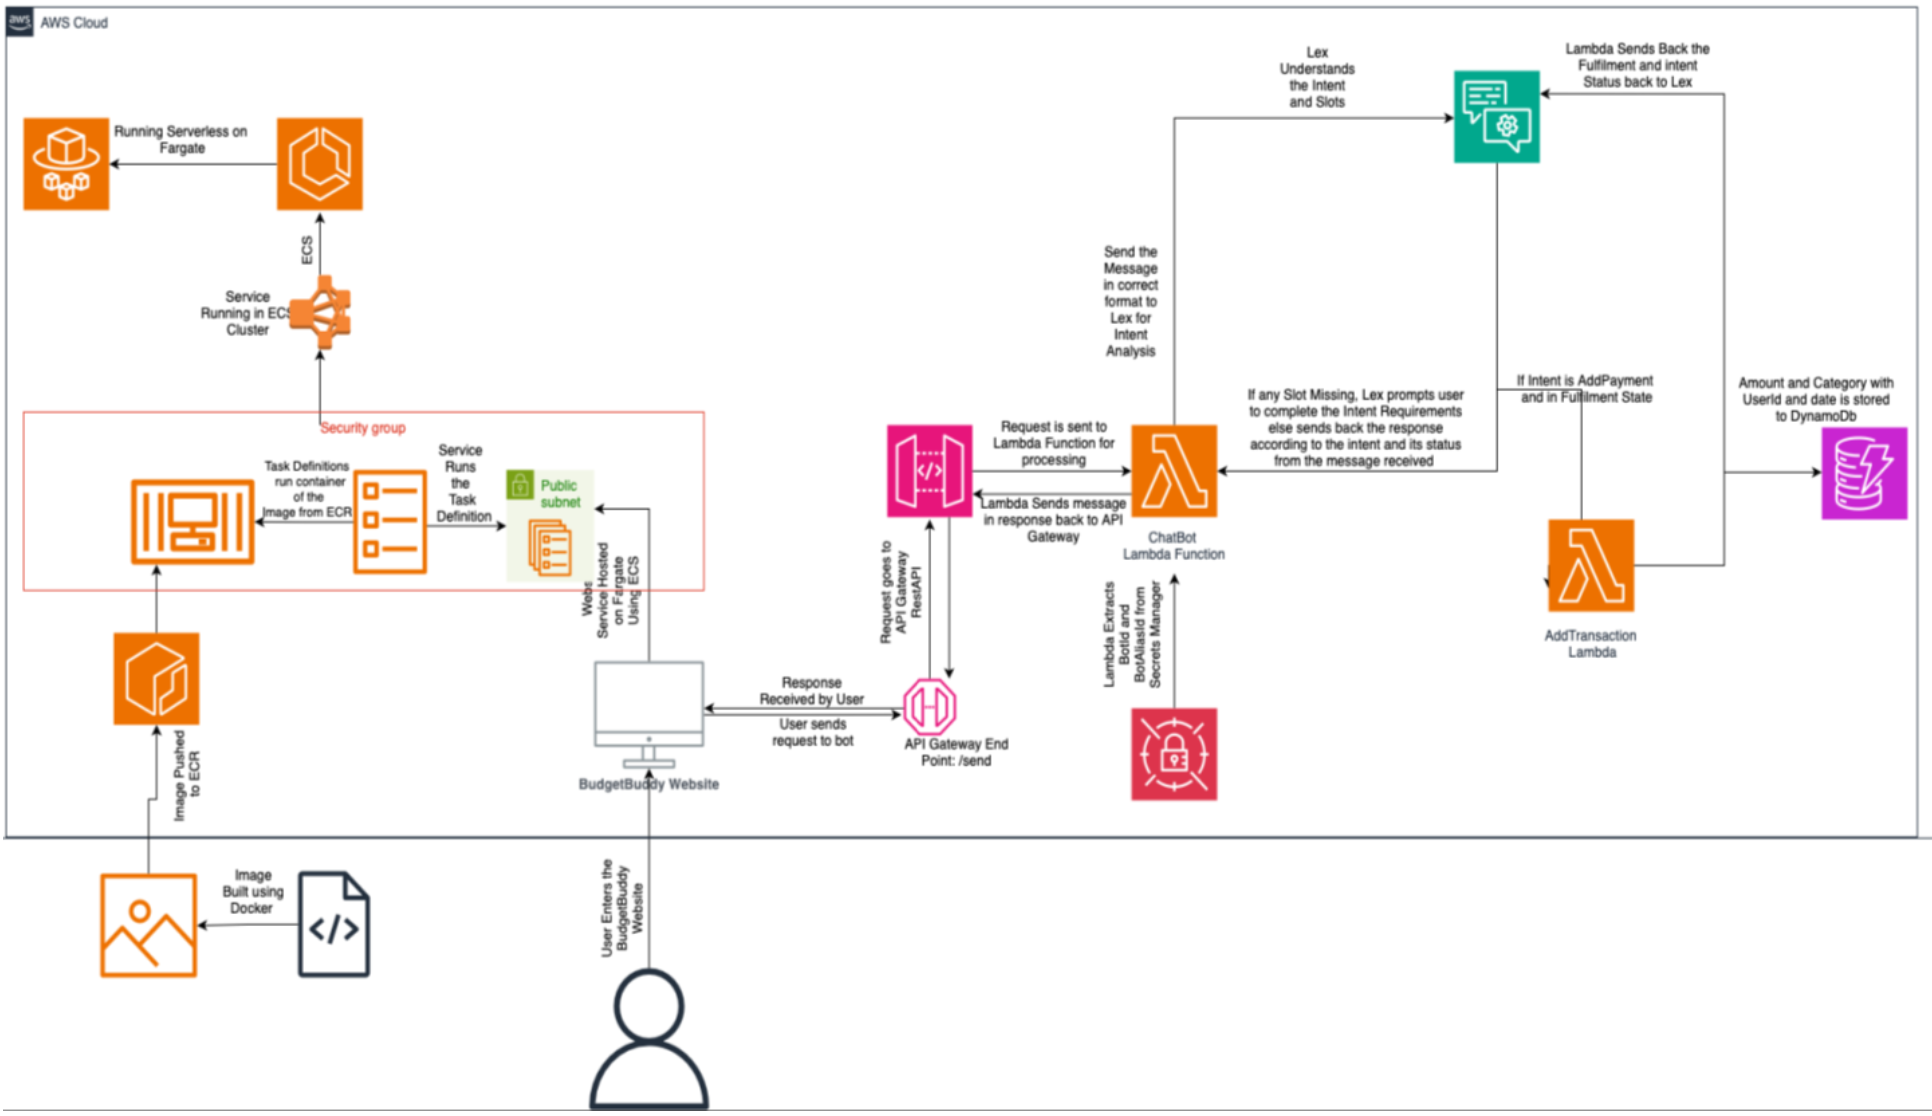 aws
AWS Cloud
Lex
Understands
the Intent
and Slots
Lambda Sends Back the
Fulfilment and intent
Status back to Lex
Running Serverless on
Fargate
ECS
Service
Running in ECS
Cluster
Send the
Message
in correct
format to
Lex for
Intent
Analysis
If Intent is AddPayment
and in Fulfilment State
Amount and Category with
UserId and date is stored
to DynamoDb
If any Slot Missing, Lex prompts user
to complete the Intent Requirements
else sends back the response
according to the intent and its status
from the message received
Security group
Task Definitions
run container
of the
Image from ECR
Service
Runs
the
Task
Definition
Public
subnet
Request is sent to
Lambda Function for
processing
Lambda Sends message
in response back to API
Gateway
ChatBot
Lambda Function
Service Hosted
on Fargate
Using ECS
Request goes to
API Gateway
RestAPI
Lambda Extracts
BotId and
BotAliasId from
Secrets Manager
AddTransaction
Lambda
Response
Received by User
User sends
request to bot
API Gateway End
Point: /send
BudgetBuddy Website
Image Pushed
to ECR
Image
Built using
Docker
User Enters the
BudgetBuddy
Website